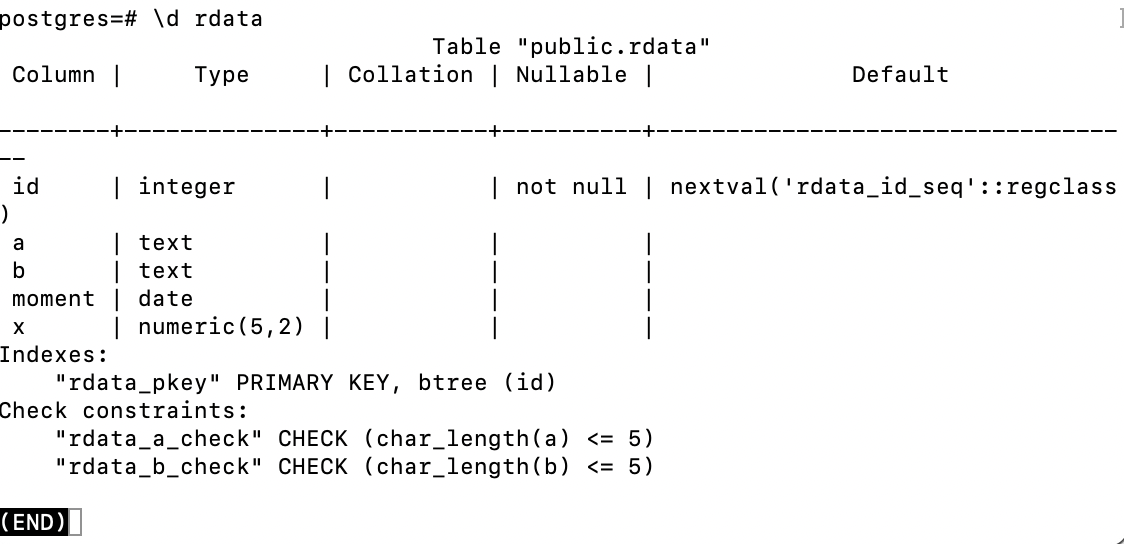 postgres=# \d rdata
                               Table "public.rdata"
 Column |     Type     | Collation | Nullable |              Default              
--------+--------------+-----------+----------+---------------------------------
--
 id     | integer      |           | not null | nextval('rdata_id_seq'::regclass
)
 a      | text         |           |          |
 b      | text         |           |          |
 moment | date         |           |          |
 x      | numeric(5,2) |           |          |
Indexes:
    "rdata_pkey" PRIMARY KEY, btree (id)
Check constraints:
    "rdata_a_check" CHECK (char_length(a) <= 5)
    "rdata_b_check" CHECK (char_length(b) <= 5)
(END)